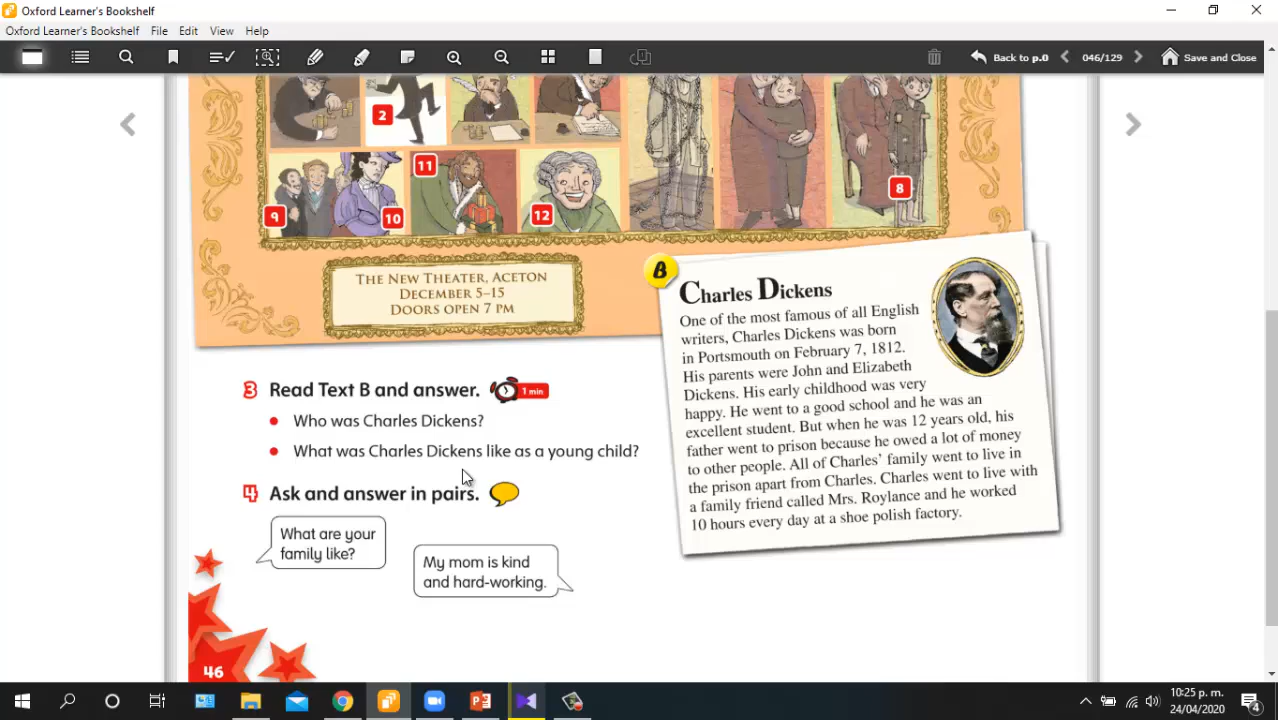 Oxford Learner's Bookshelf
Oxford Learner's Bookshelf File Edit View Help
Back to p.0 046/129 Save and Close
2
8
9
10
11
12
THE NEW THEATER, ACETON
DECEMBER 5–15
DOORS OPEN 7 PM
B
Charles Dickens
One of the most famous of all English
writers, Charles Dickens was born
in Portsmouth on February 7, 1812.
His parents were John and Elizabeth
Dickens. His early childhood was very
happy. He went to a good school and he was an
excellent student. But when he was 12 years old, his
father went to prison because he owed a lot of money
to other people. All of Charles' family went to live in
the prison apart from Charles. Charles went to live with
a family friend called Mrs. Roylance and he worked
10 hours every day at a shoe polish factory.
3 Read Text B and answer. 1 min
• Who was Charles Dickens?
• What was Charles Dickens like as a young child?
4 Ask and answer in pairs.
What are your
family like?
My mom is kind
and hard-working.
46
10:25 p. m.
24/04/2020
4